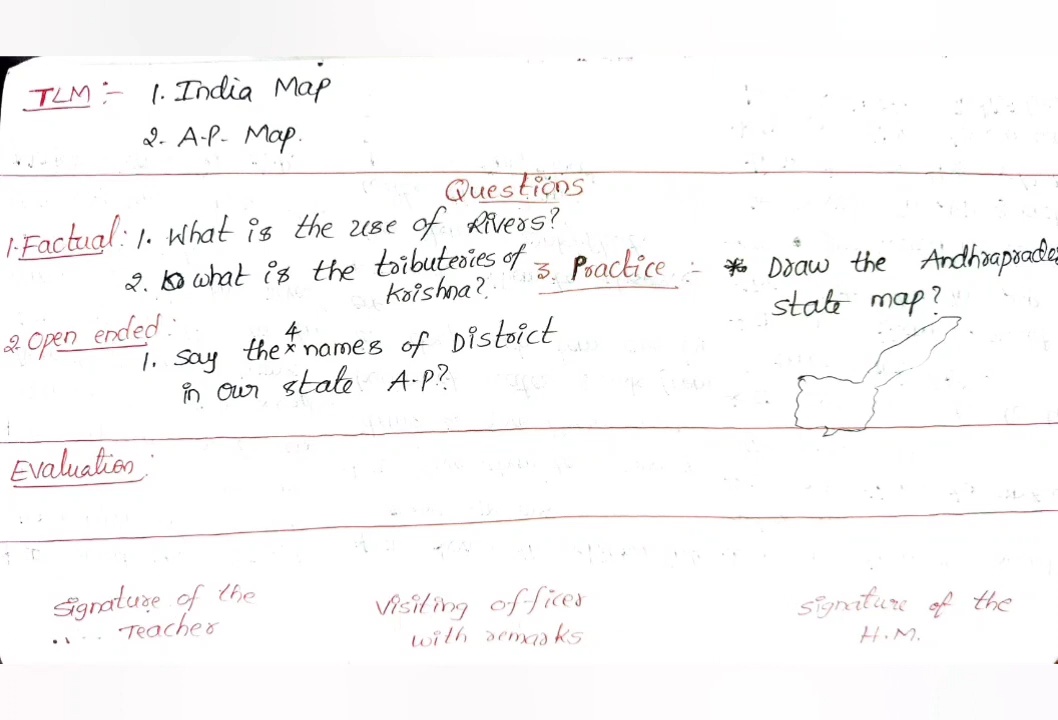 TLM :- 1. India Map
2. A.P. Map.
Questions
1. Factual : 1. What is the use of Rivers?
2. what is the tributeries of
Krishna?
3. Practice :- * Draw the Andhraprade
state map?
2. Open ended :
1. Say the 4 names of District
in our state A.P?
Evaluation :
Signature of the
Teacher
Visiting officer
with remarks
Signature of the
H.M.